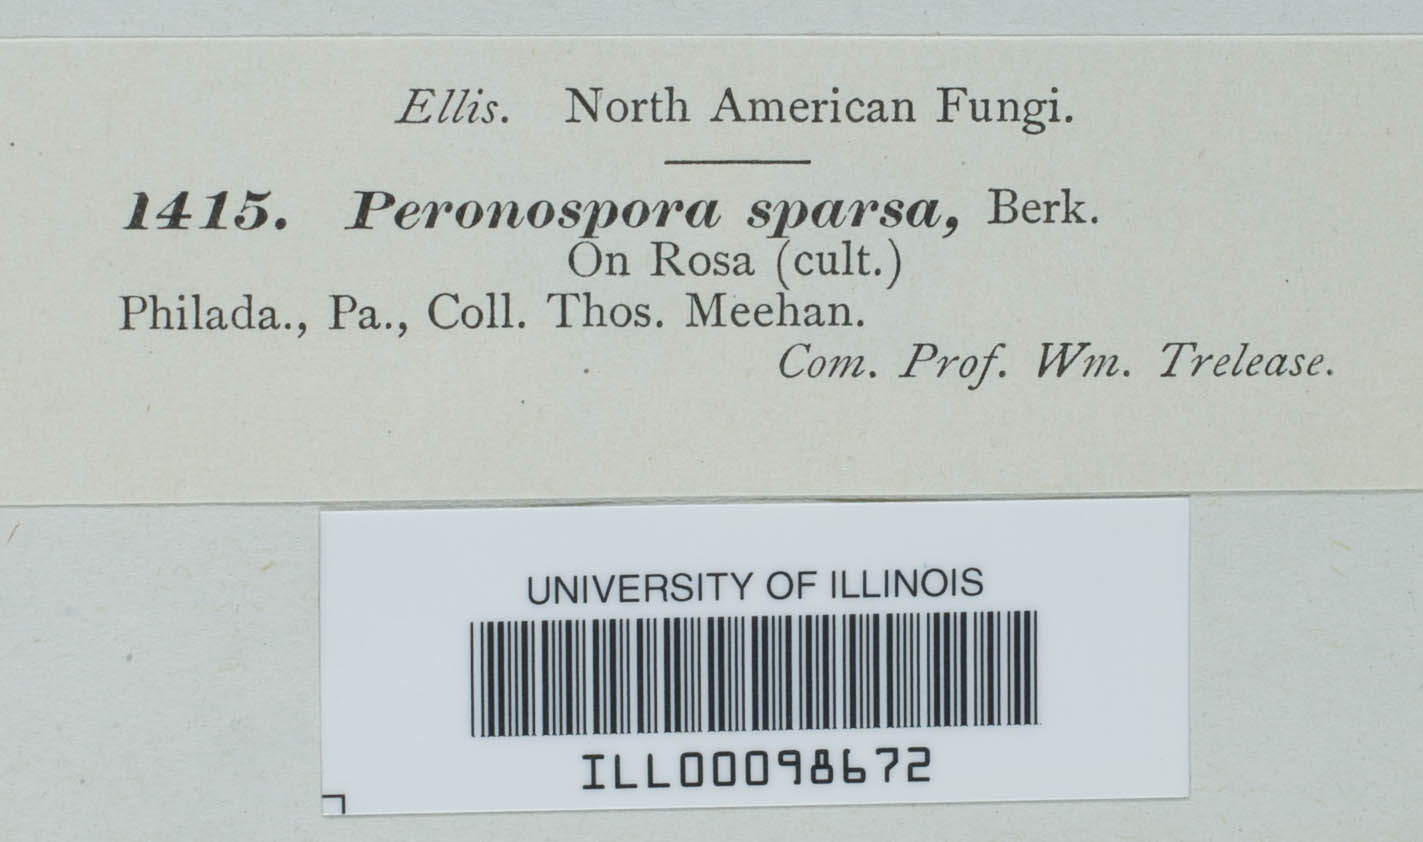 Ellis. North American Fungi.
1415. Peronospora sparsa, Berk.
On Rosa (cult.)
Philada., Pa., Coll. Thos. Meehan.
Com. Prof. Wm. Trelease.
UNIVERSITY OF ILLINOIS
ILL00098672